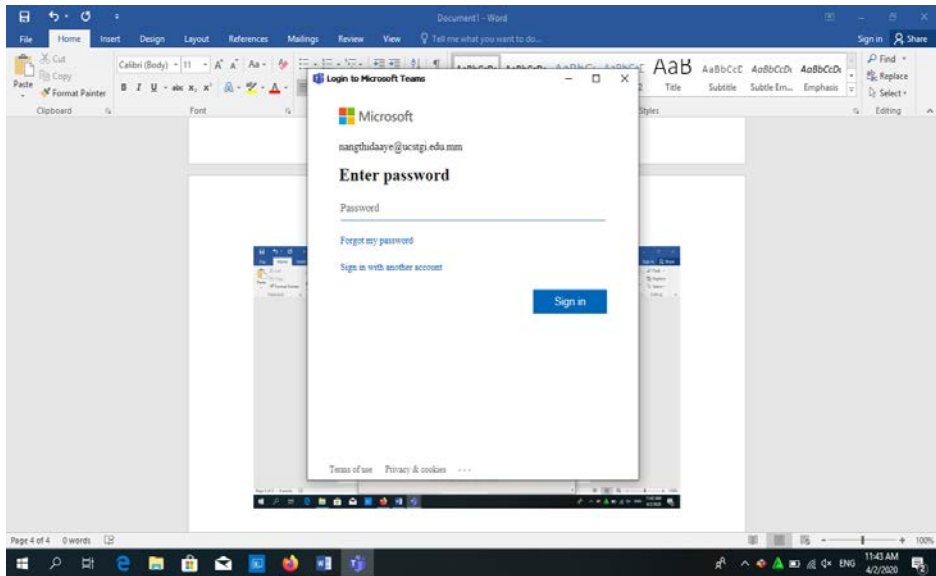 Document1 - Word
File Home Insert Design Layout References Mailings Review View Tell me what you want to do... Sign in Share
Cut
Copy
Format Painter
Paste
Calibri (Body) 11
Clipboard Font Styles Editing
AaB AaBbCcD AaBbCcDt AaBbCcDt
Title Subtitle Subtle Em... Emphasis
Find
Replace
Select
Login to Microsoft Teams
Microsoft
nangthidaaye@ucstgi.edu.mm
Enter password
Password
Forgot my password
Sign in with another account
Sign in
Terms of use Privacy & cookies ...
Page 4 of 4 0 words 100%
ENG 11:43 AM
4/2/2020